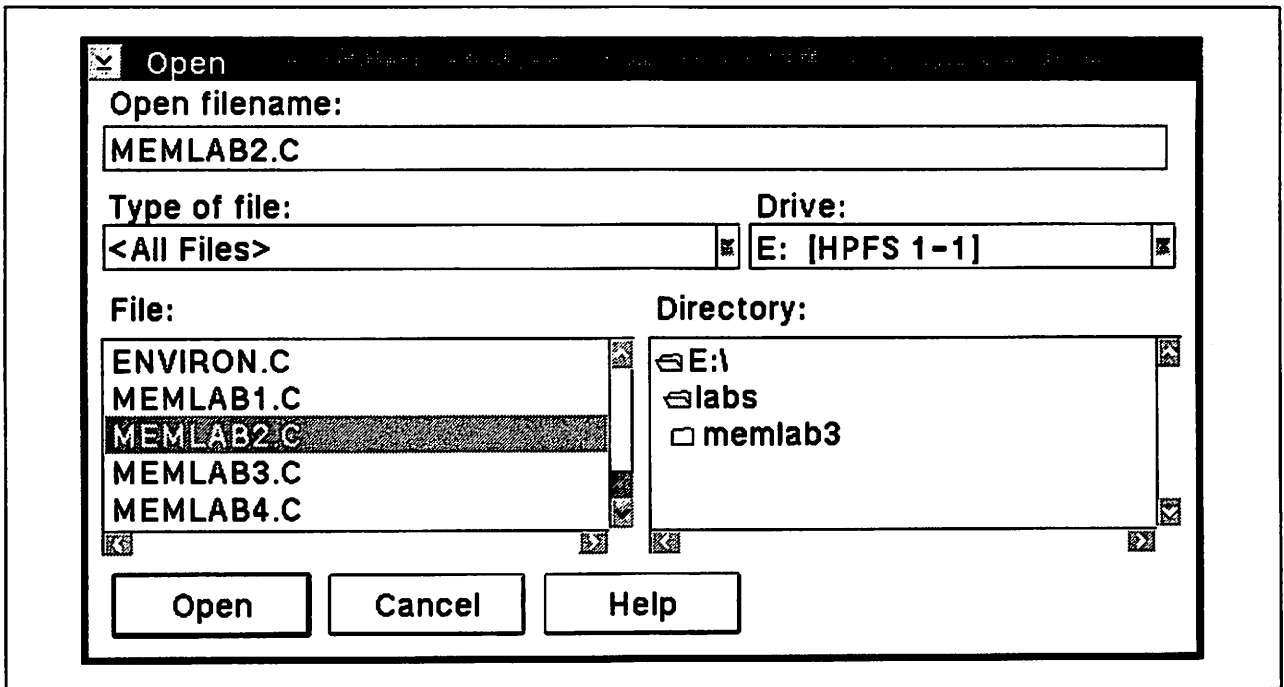 Open
Open filename:
MEMLAB2.C
Type of file:
Drive:
<All Files>
E: [HPFS 1-1]
File:
Directory:
ENVIRON.C
MEMLAB1.C
MEMLAB2.C
MEMLAB3.C
MEMLAB4.C
E:\
labs
memlab3
Open
Cancel
Help